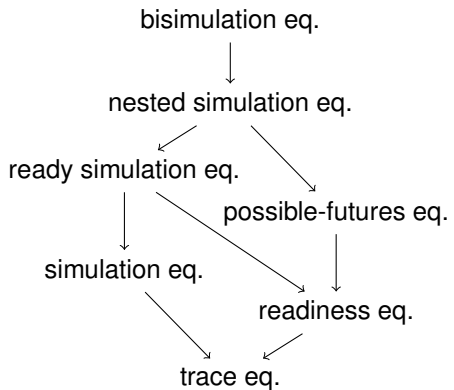 bisimulation eq.
nested simulation eq.
ready simulation eq.
possible-futures eq.
simulation eq.
readiness eq.
trace eq.